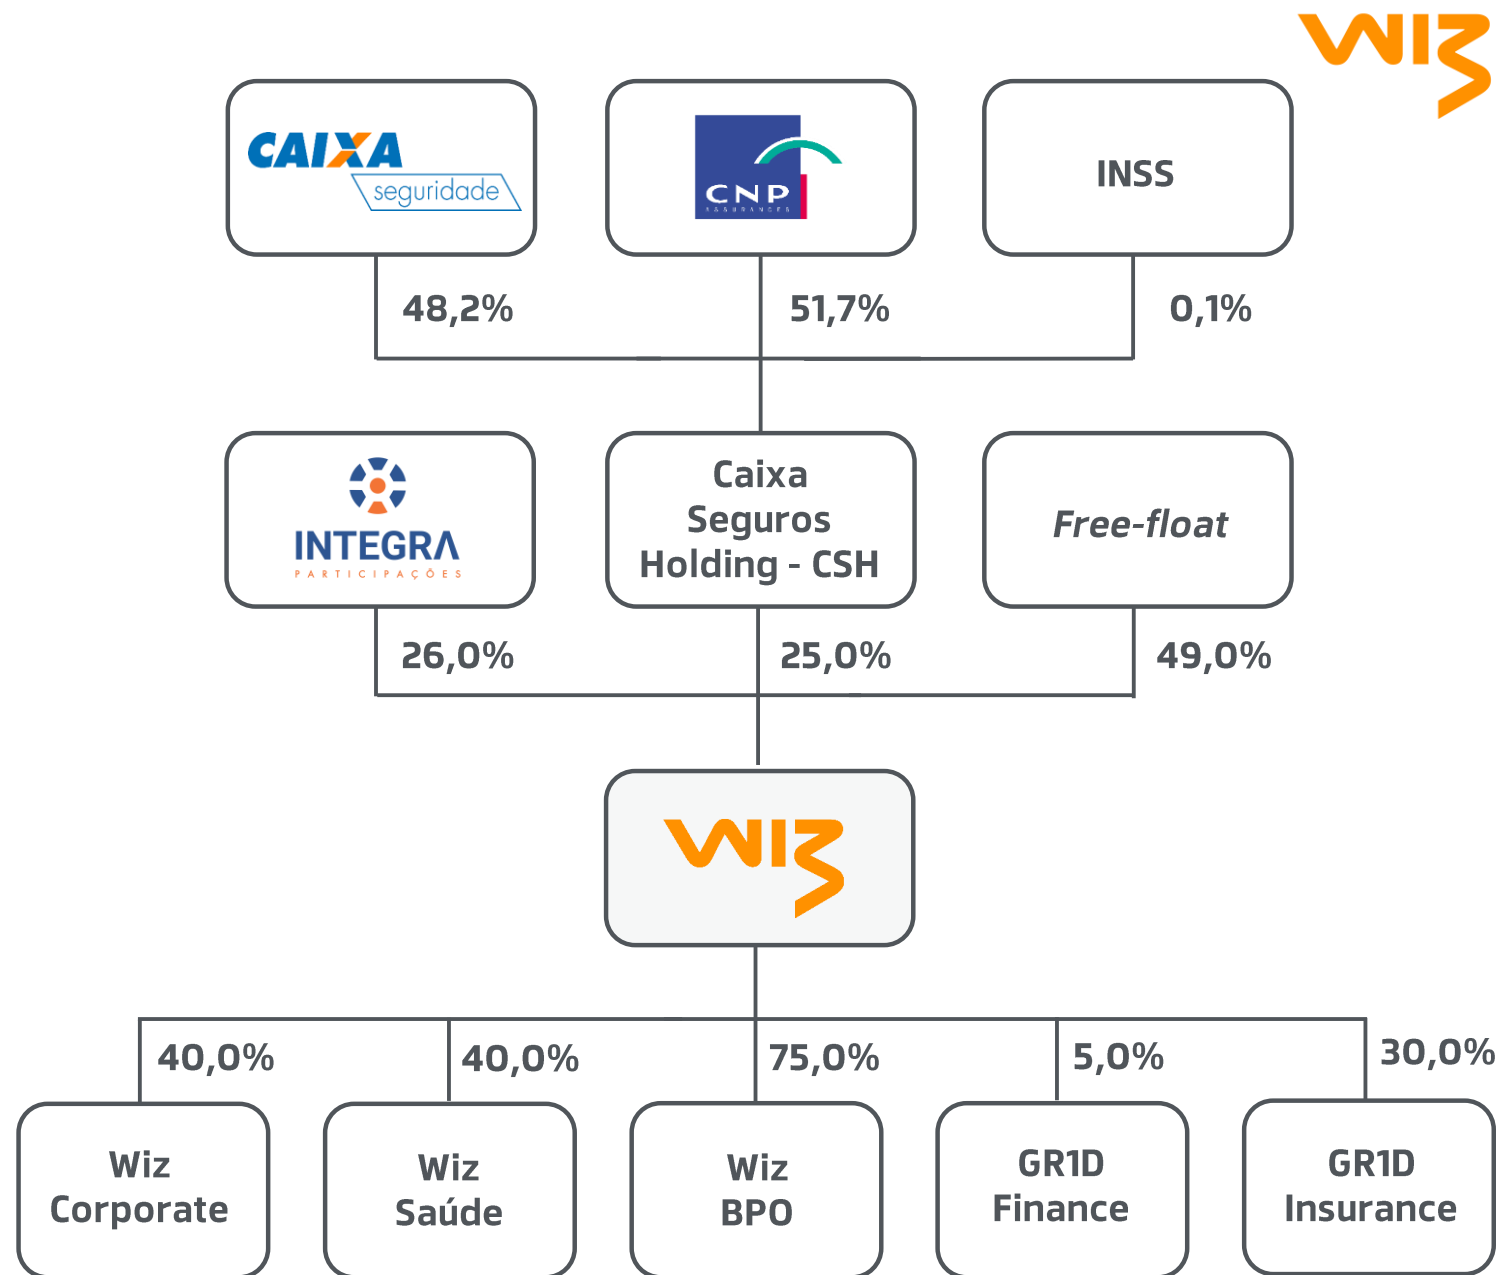 WIZ
CAIXA
seguridade
CNP
ASSURANCES
INSS
48,2%
51,7%
0,1%
INTEGRA
PARTICIPAÇÕES
Caixa
Seguros
Holding - CSH
Free-float
26,0%
25,0%
49,0%
WIZ
40,0%
40,0%
75,0%
5,0%
30,0%
Wiz
Corporate
Wiz
Saúde
Wiz
BPO
GR1D
Finance
GR1D
Insurance